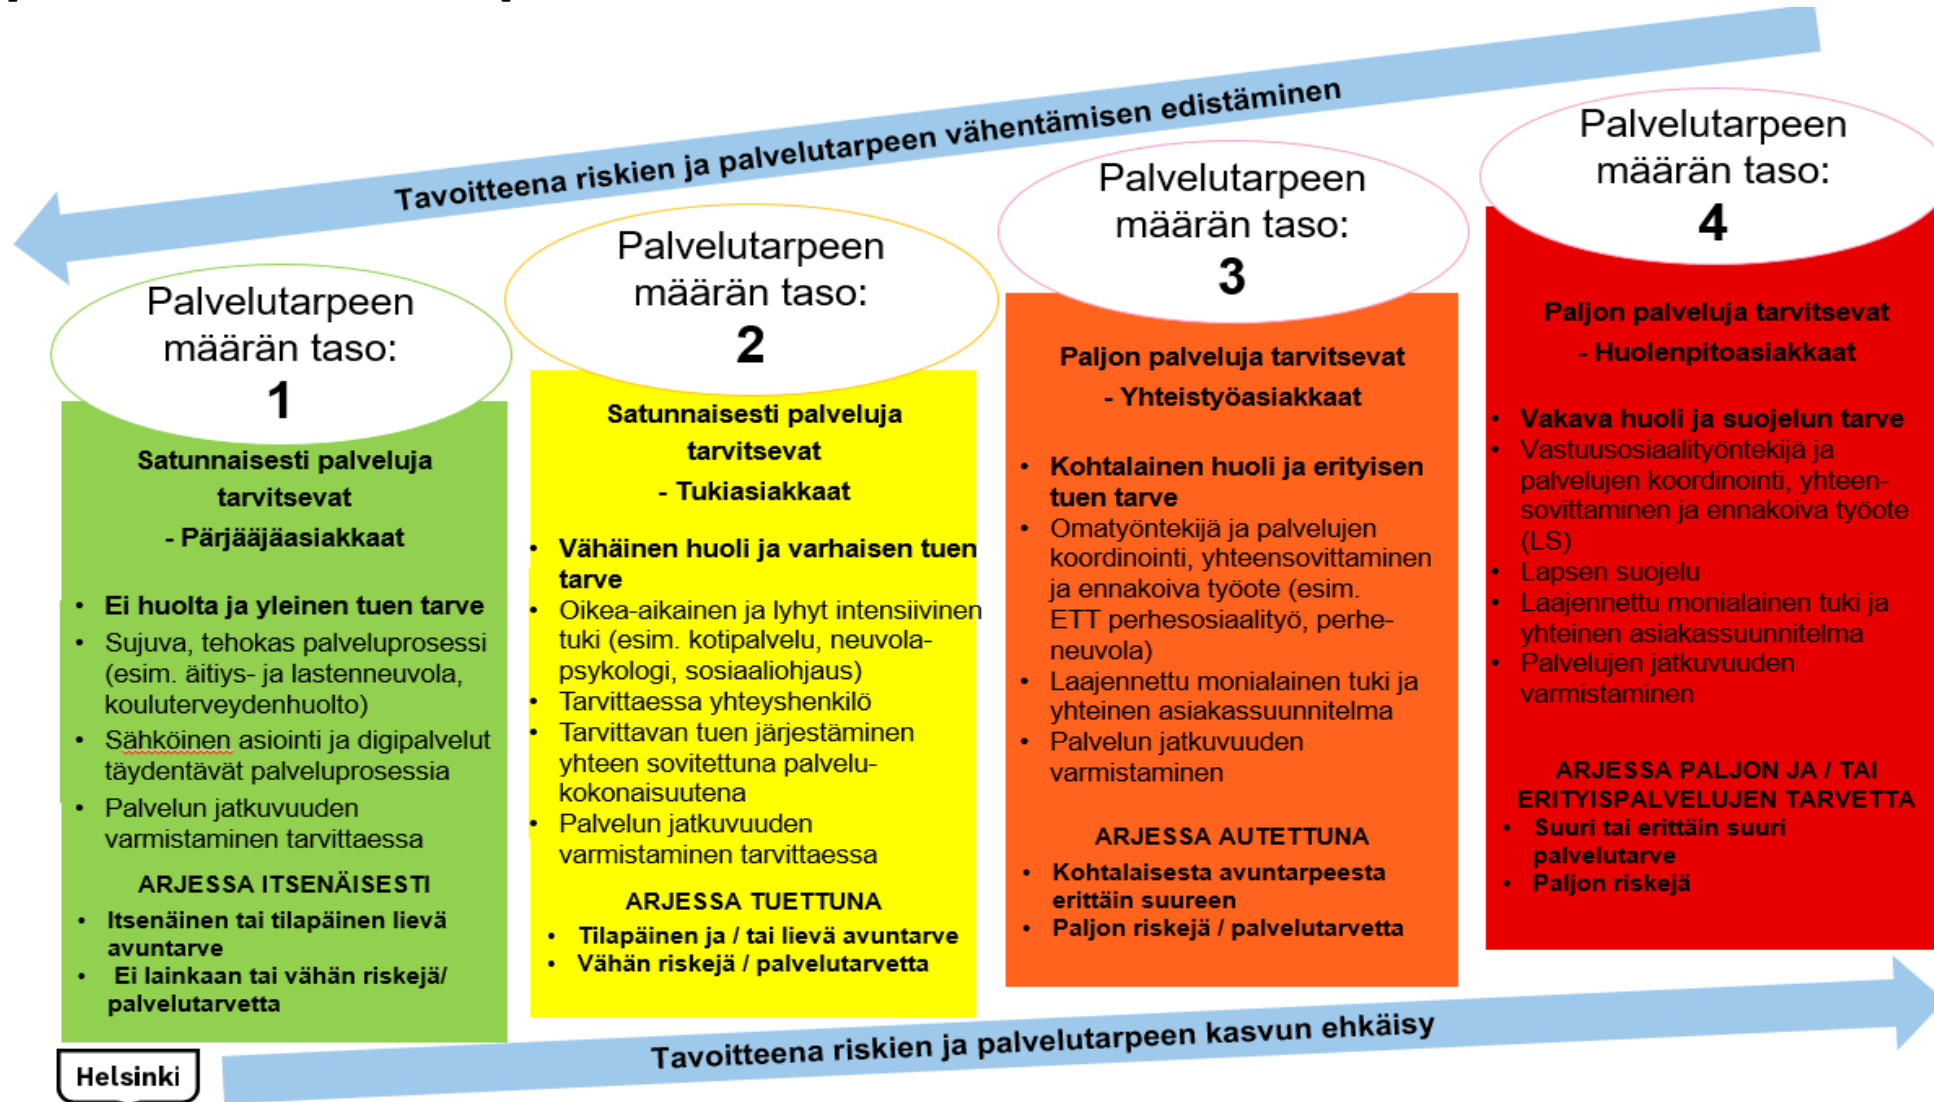 Tavoitteena riskien ja palvelutarpeen vähentämisen edistäminen
Palvelutarpeen
määrän taso:
1
Satunnaisesti palveluja
tarvitsevat
- Pärjääjäasiakkaat
• Ei huolta ja yleinen tuen tarve
• Sujuva, tehokas palveluprosessi
(esim. äitiys- ja lastenneuvola,
kouluterveydenhuolto)
• Sähköinen asiointi ja digipalvelut
täydentävät palveluprosessia
• Palvelun jatkuvuuden
varmistaminen tarvittaessa
ARJESSA ITSENÄISESTI
• Itsenäinen tai tilapäinen lievä
avuntarve
• Ei lainkaan tai vähän riskejä/
palvelutarvetta
Palvelutarpeen
määrän taso:
2
Satunnaisesti palveluja
tarvitsevat
- Tukiasiakkaat
• Vähäinen huoli ja varhaisen tuen
tarve
• Oikea-aikainen ja lyhyt intensiivinen
tuki (esim. kotipalvelu, neuvola-
psykologi, sosiaaliohjaus)
• Tarvittaessa yhteyshenkilö
• Tarvittavan tuen järjestäminen
yhteen sovitettuna palvelu-
kokonaisuutena
• Palvelun jatkuvuuden
varmistaminen tarvittaessa
ARJESSA TUETTUNA
• Tilapäinen ja / tai lievä avuntarve
• Vähän riskejä / palvelutarvetta
Palvelutarpeen
määrän taso:
3
Paljon palveluja tarvitsevat
- Yhteistyöasiakkaat
• Kohtalainen huoli ja erityisen
tuen tarve
• Omatyöntekijä ja palvelujen
koordinointi, yhteensovittaminen
ja ennakoiva työote (esim.
ETT perhesosiaalityö, perhe-
neuvola)
• Laajennettu monialainen tuki ja
yhteinen asiakassuunnitelma
• Palvelun jatkuvuuden
varmistaminen
ARJESSA AUTETTUNA
• Kohtalaisesta avuntarpeesta
erittäin suureen
• Paljon riskejä / palvelutarvetta
Palvelutarpeen
määrän taso:
4
Paljon palveluja tarvitsevat
- Huolenpitoasiakkaat
• Vakava huoli ja suojelun tarve
• Vastuusosiaalityöntekijä ja
palvelujen koordinointi, yhteen-
sovittaminen ja ennakoiva työote
(LS)
• Lapsen suojelu
• Laajennettu monialainen tuki ja
yhteinen asiakassuunnitelma
• Palvelujen jatkuvuuden
varmistaminen
ARJESSA PALJON JA / TAI
ERITYISPALVELUJEN TARVETTA
• Suuri tai erittäin suuri
palvelutarve
• Paljon riskejä
Tavoitteena riskien ja palvelutarpeen kasvun ehkäisy
Helsinki